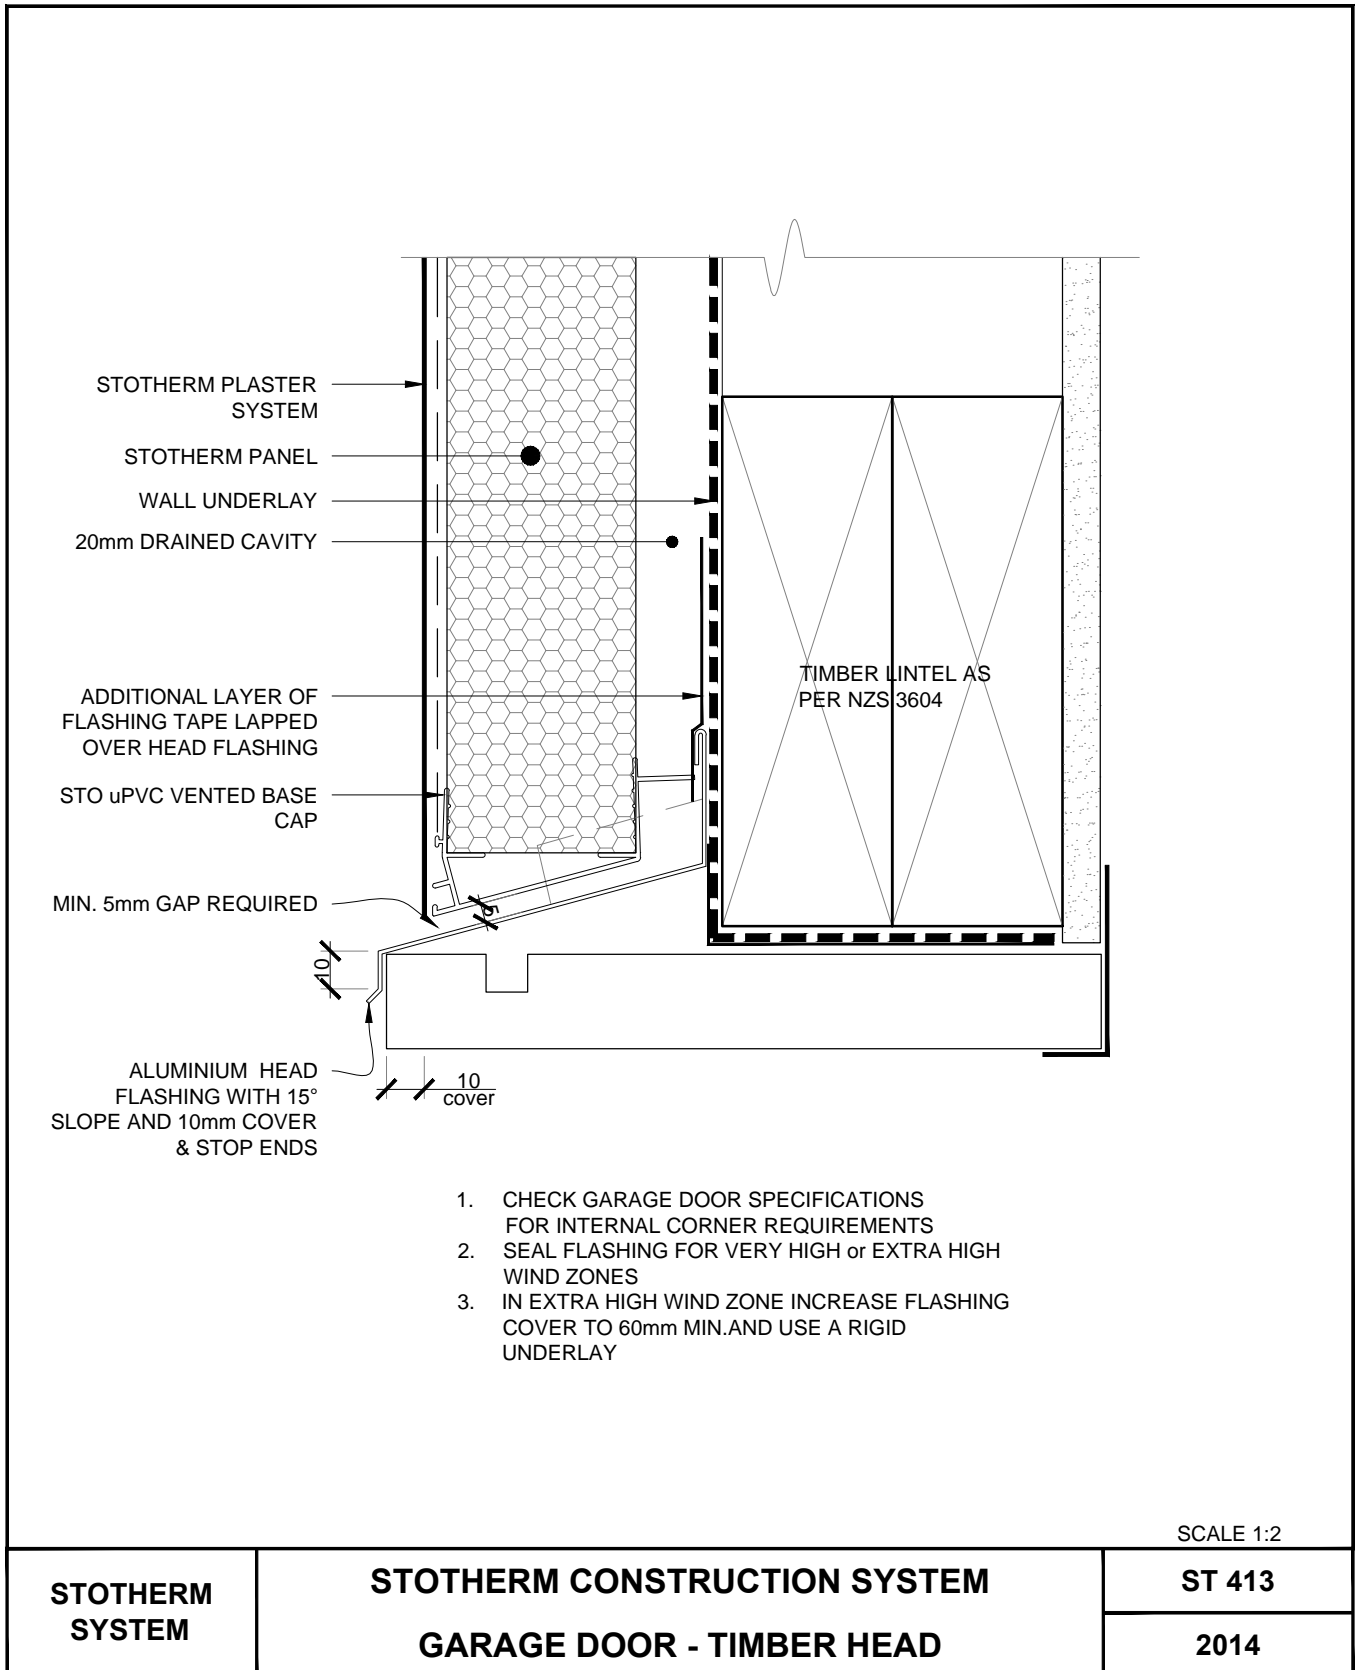 STOTHERM PLASTER
SYSTEM
STOTHERM PANEL
WALL UNDERLAY
20mm DRAINED CAVITY
TIMBER LINTEL AS
PER NZS 3604
ADDITIONAL LAYER OF
FLASHING TAPE LAPPED
OVER HEAD FLASHING
STO uPVC VENTED BASE
CAP
MIN. 5mm GAP REQUIRED
5
10
ALUMINIUM HEAD
FLASHING WITH 15°
SLOPE AND 10mm COVER
& STOP ENDS
10
cover
1. CHECK GARAGE DOOR SPECIFICATIONS
FOR INTERNAL CORNER REQUIREMENTS
2. SEAL FLASHING FOR VERY HIGH or EXTRA HIGH
WIND ZONES
3. IN EXTRA HIGH WIND ZONE INCREASE FLASHING
COVER TO 60mm MIN.AND USE A RIGID
UNDERLAY
SCALE 1:2
STOTHERM
SYSTEM
STOTHERM CONSTRUCTION SYSTEM
GARAGE DOOR - TIMBER HEAD
ST 413
2014